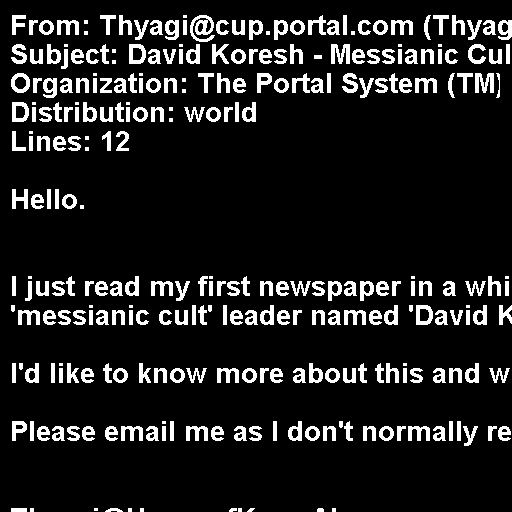 From: Thyagi@cup.portal.com (Thyag
Subject: David Koresh - Messianic Cul
Organization: The Portal System (TM)
Distribution: world
Lines: 12
Hello.
I just read my first newspaper in a whi
'messianic cult' leader named 'David K
I'd like to know more about this and w
Please email me as I don't normally re